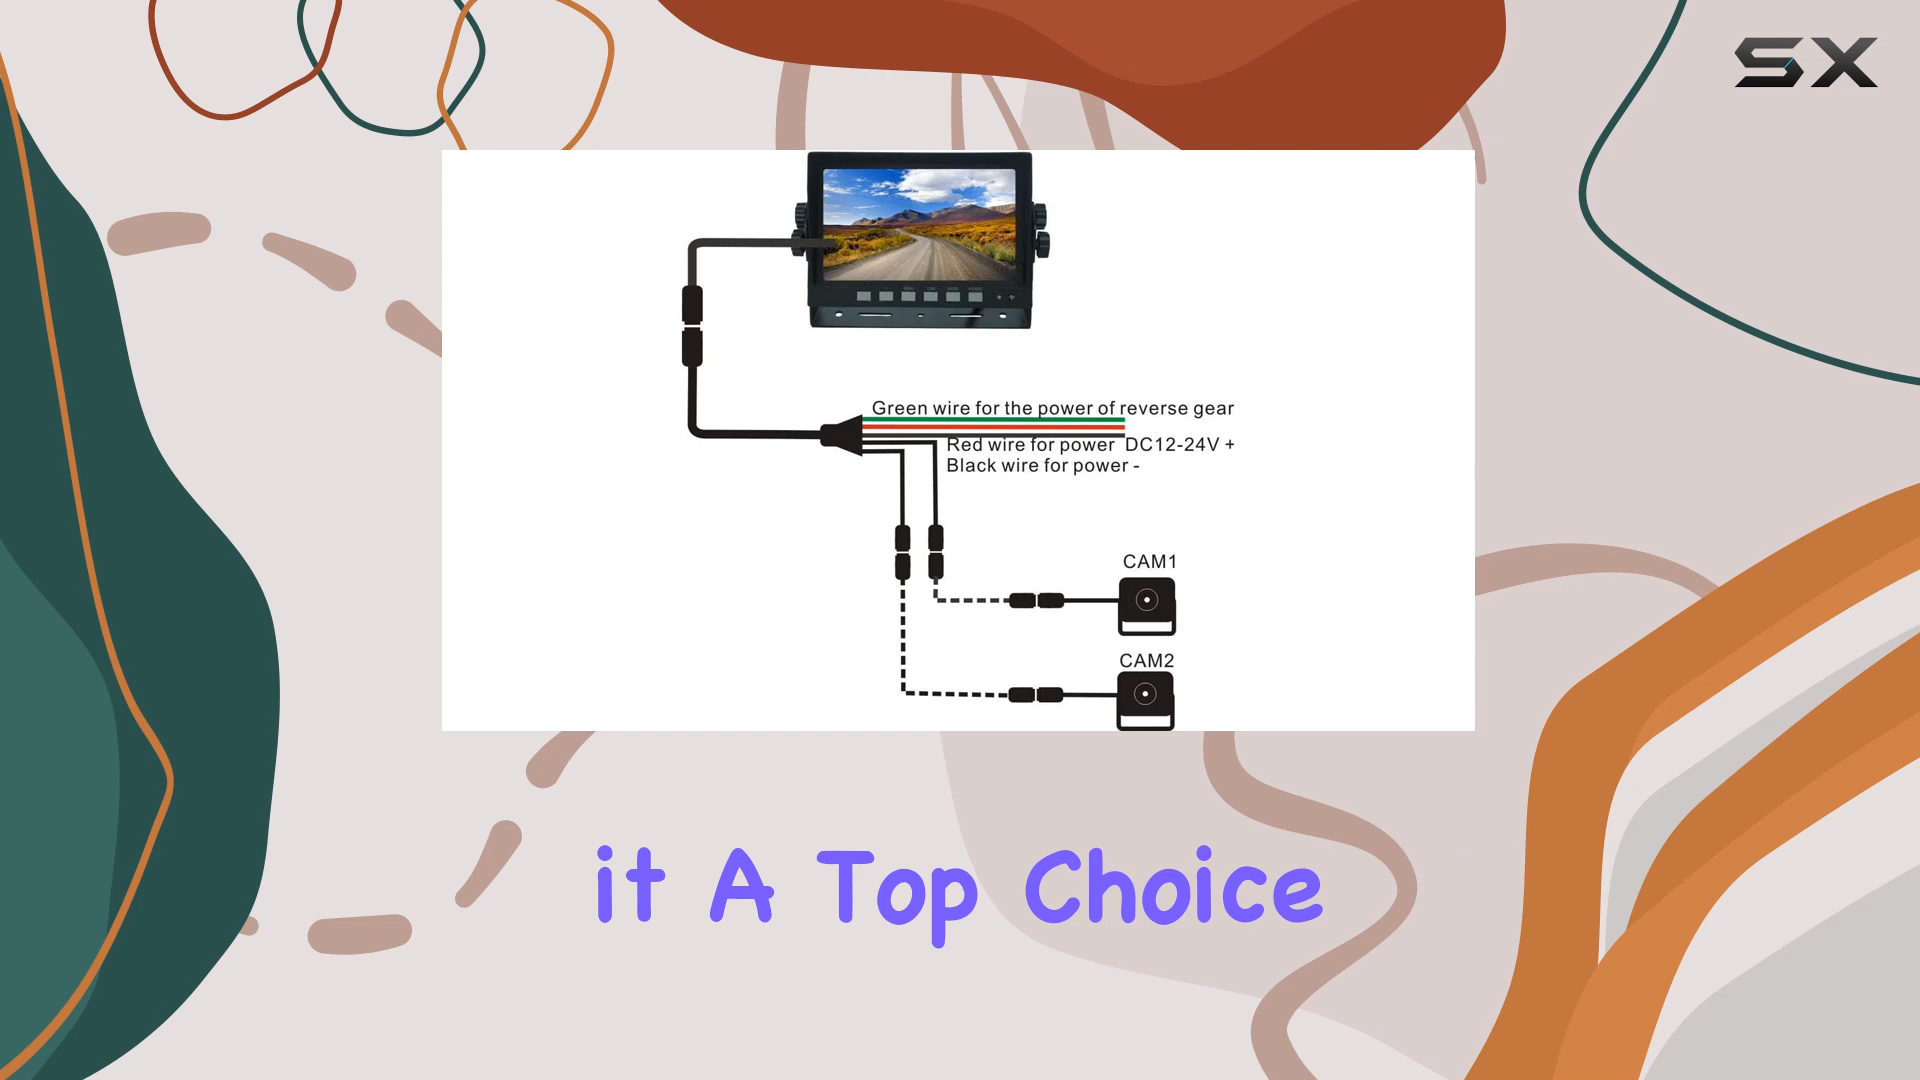 SX
Green wire for the power of reverse gear
Red wire for power DC12-24V +
Black wire for power -
CAM1
CAM2
it A Top Choice